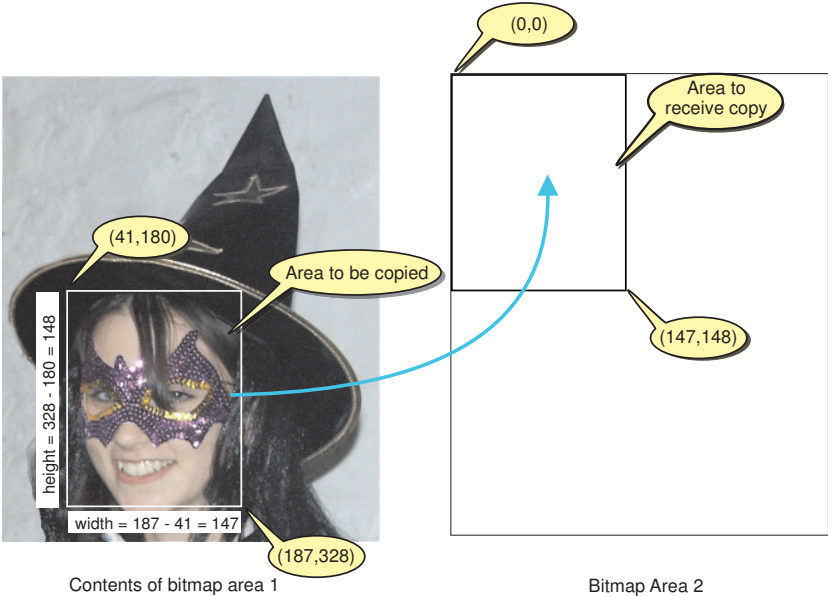 (0,0)
Area to
receive copy
(41,180)
Area to be copied
height = 328 - 180 = 148
(147,148)
width = 187 - 41 = 147
(187,328)
Contents of bitmap area 1
Bitmap Area 2